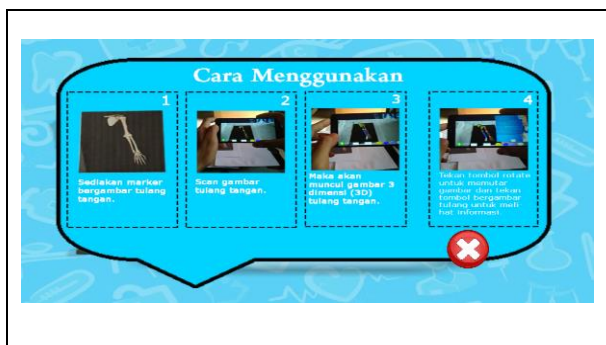 Cara Menggunakan
1
Sediakan marker
bergambar tulang
tangan.
2
Scan gambar
tulang tangan.
3
Maka akan
muncul gambar 3
dimensi (3D)
tulang tangan.
4
Tekan tombol rotate
untuk memutar
gambar dan tekan
tombol bergambar
tulang untuk meli
hat informasi.